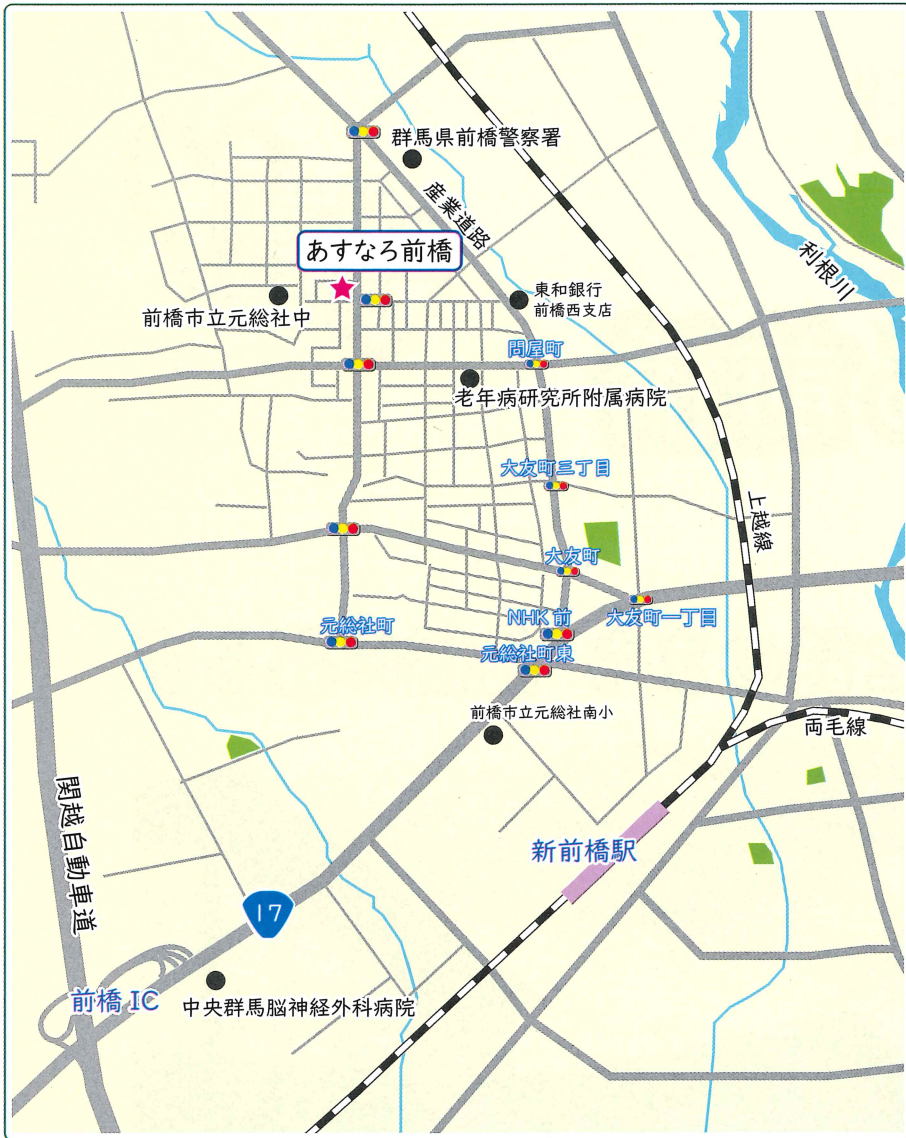 群馬県前橋警察署
産業道路
あすなろ前橋
利根川
東和銀行
前橋西支店
前橋市立元総社中
問屋町
老年病研究所附属病院
大友町三丁目
上越線
大友町
NHK前
大友町一丁目
元総社町
元総社町東
前橋市立元総社南小
両毛線
関越自動車道
新前橋駅
17
前橋IC
中央群馬脳神経外科病院